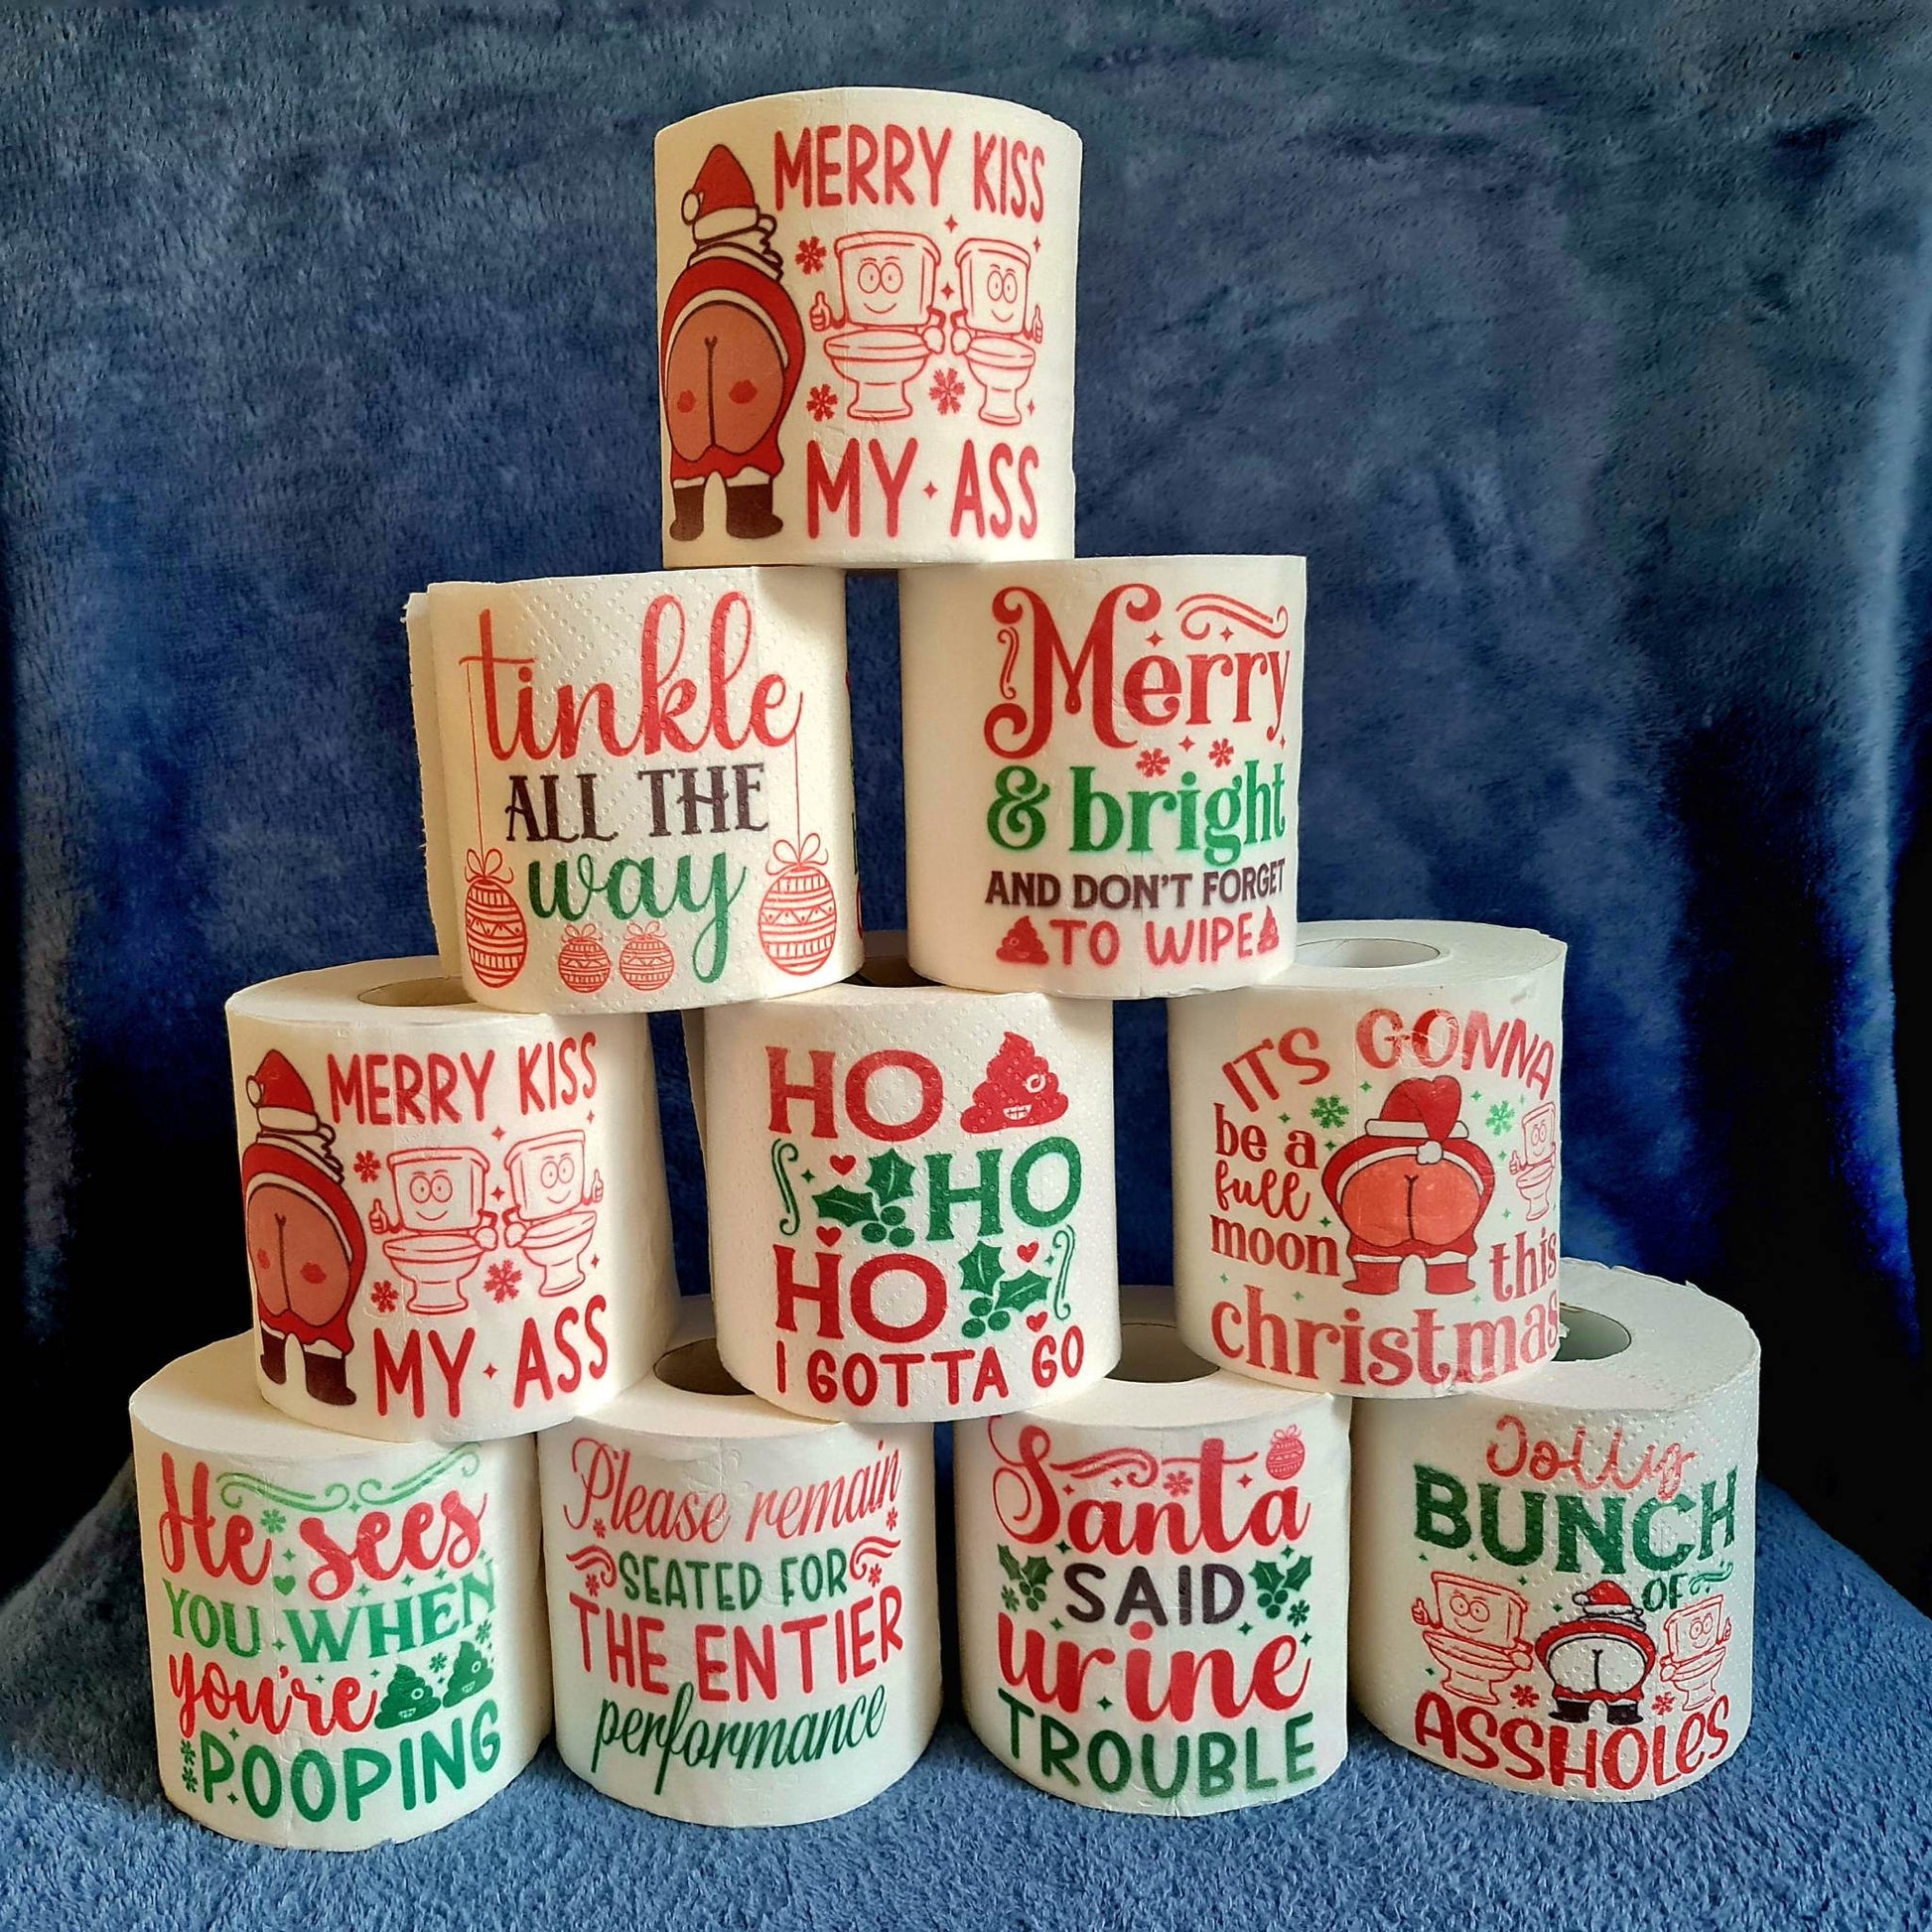 MERRY KISS
MY ASS
tinkle
ALL THE
way
Merry
& bright
AND DON'T FORGET
TO WIPE
MERRY KISS
MY ASS
HO
HO
HO
I GOTTA GO
ITS GONNA
be a
full
moon
this
christmas
He sees
YOU WHEN
you're
POOPING
Please remain
SEATED FOR
THE ENTIER
performance
Santa
SAID
urine
TROUBLE
Jolly
BUNCH
OF
ASSHOLES